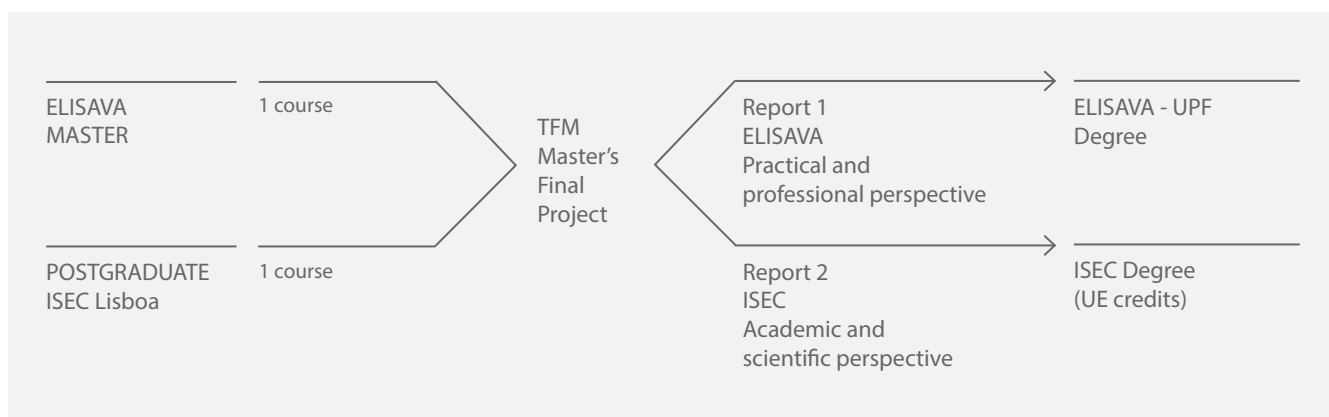 ELISAVA
MASTER
1 course
POSTGRADUATE
ISEC Lisboa
1 course
TFM
Master’s
Final
Project
Report 1
ELISAVA
Practical and
professional perspective
ELISAVA - UPF
Degree
Report 2
ISEC
Academic and
scientific perspective
ISEC Degree
(UE credits)